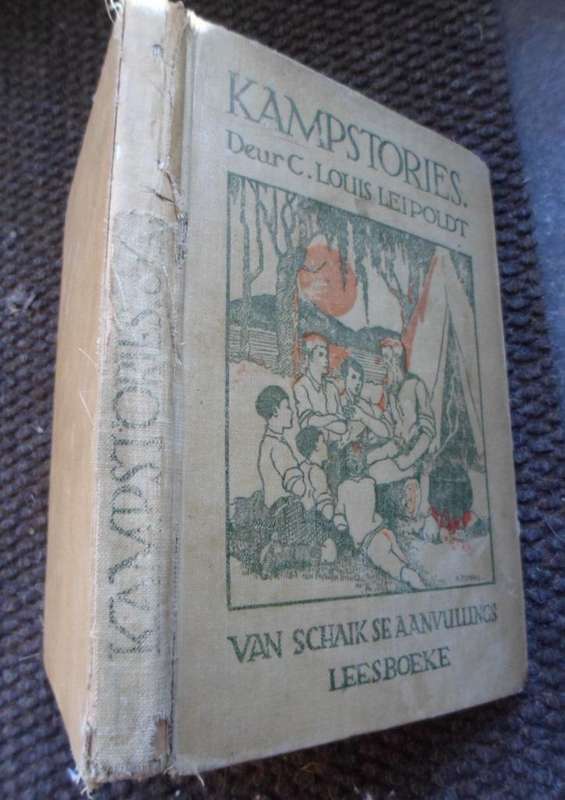 KAMPSTORIES.
Deur C. LOUIS LEIPOLDT
VAN SCHAIK SE AANVULLINGS
LEESBOEKE
KAMPSTORIES